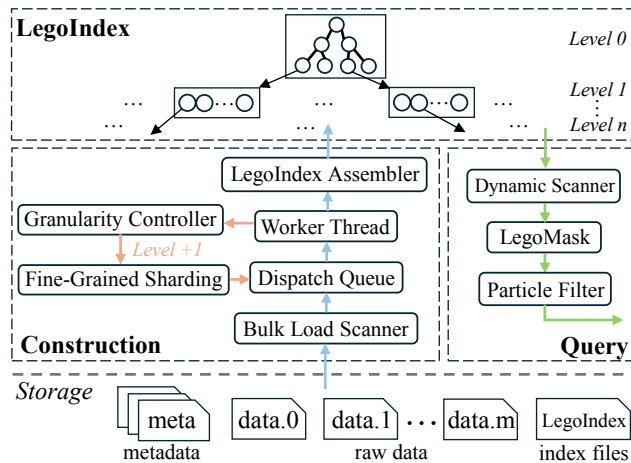 LegoIndex
Level 0
... ... ... ... ... Level 1
⋮
... ... ... Level n
LegoIndex Assembler
Granularity Controller
Worker Thread
Level +1
Fine-Grained Sharding
Dispatch Queue
Bulk Load Scanner
Construction
Dynamic Scanner
LegoMask
Particle Filter
Query
Storage
meta data.0 data.1 ... data.m LegoIndex
metadata raw data index files